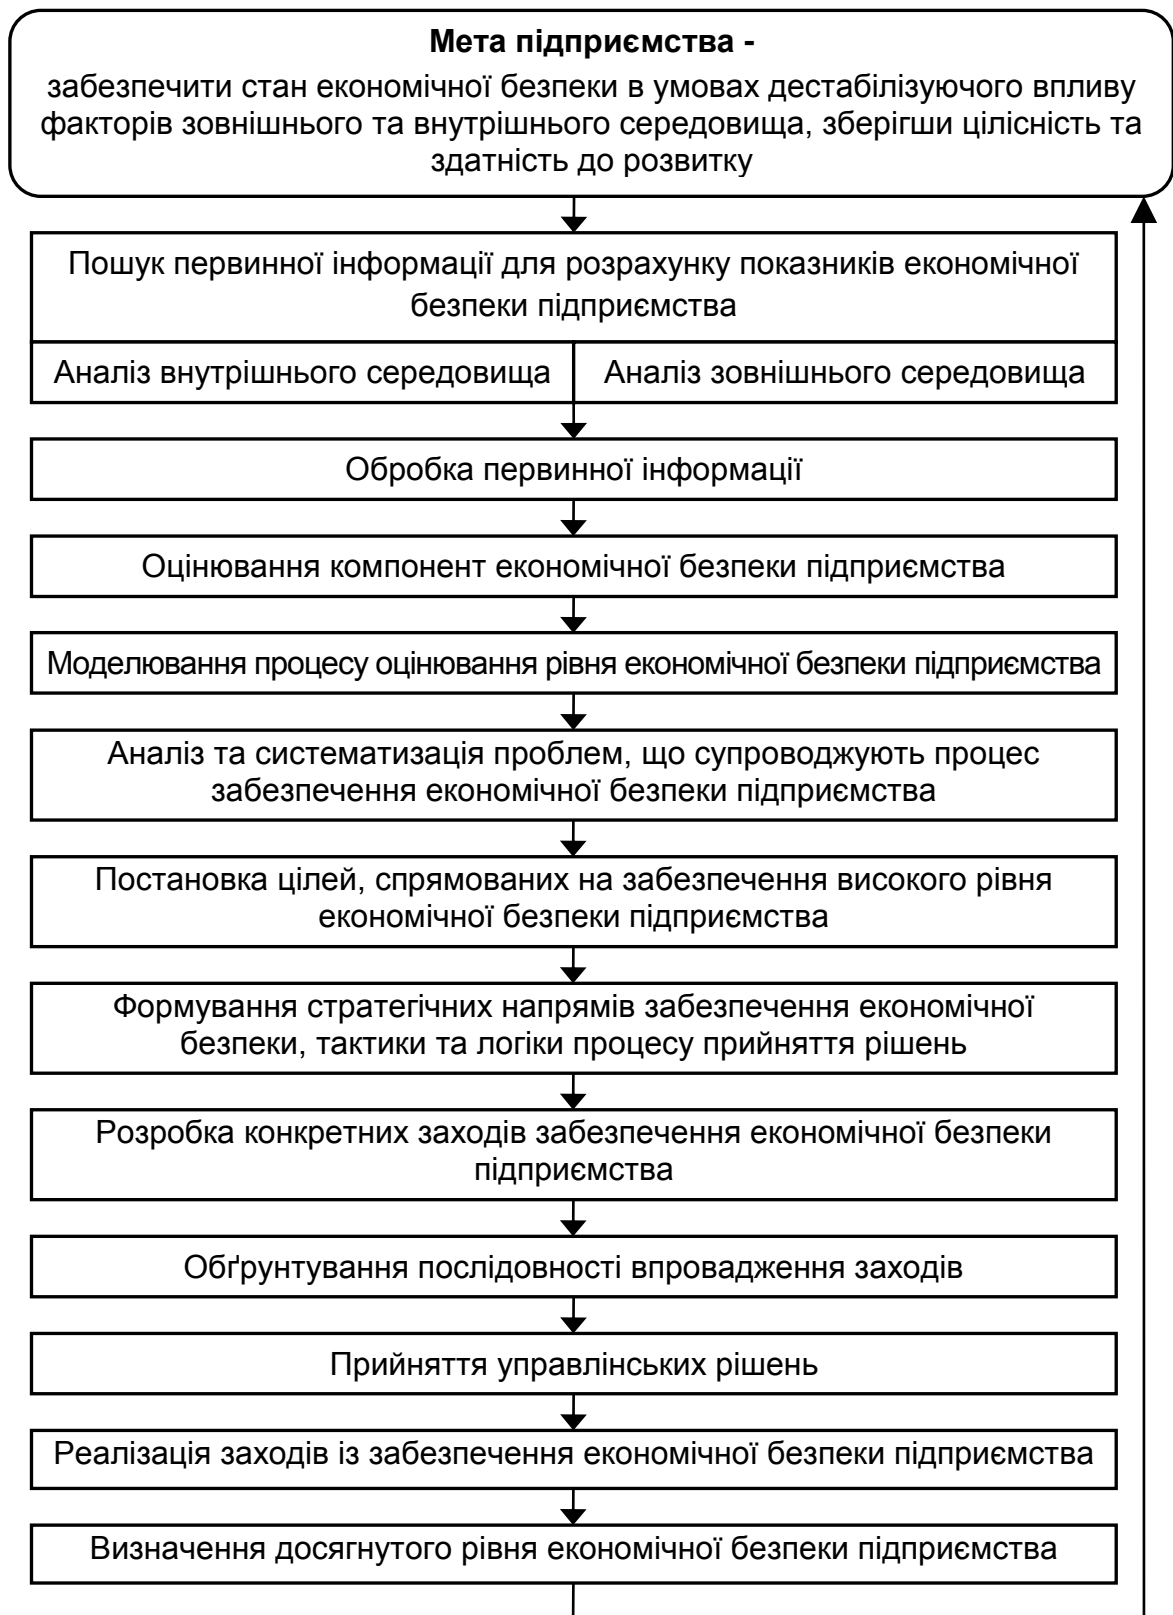 Мета підприємства -
забезпечити стан економічної безпеки в умовах дестабілізуючого впливу
факторів зовнішнього та внутрішнього середовища, зберігши цілісність та
здатність до розвитку
Пошук первинної інформації для розрахунку показників економічної
безпеки підприємства
Аналіз внутрішнього середовища
Аналіз зовнішнього середовища
Обробка первинної інформації
Оцінювання компонент економічної безпеки підприємства
Моделювання процесу оцінювання рівня економічної безпеки підприємства
Аналіз та систематизація проблем, що супроводжують процес
забезпечення економічної безпеки підприємства
Постановка цілей, спрямованих на забезпечення високого рівня
економічної безпеки підприємства
Формування стратегічних напрямів забезпечення економічної
безпеки, тактики та логіки процесу прийняття рішень
Розробка конкретних заходів забезпечення економічної безпеки
підприємства
Обґрунтування послідовності впровадження заходів
Прийняття управлінських рішень
Реалізація заходів із забезпечення економічної безпеки підприємства
Визначення досягнутого рівня економічної безпеки підприємства